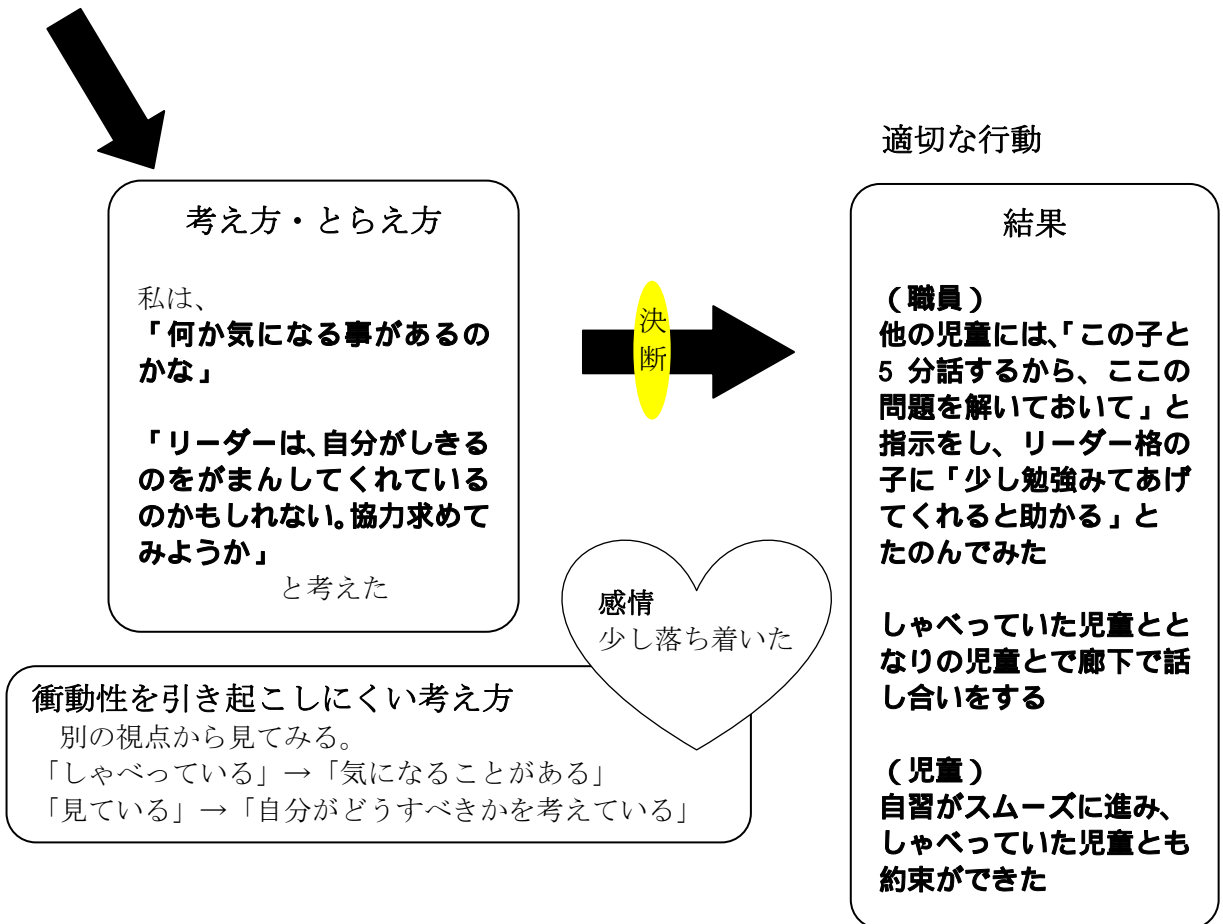 考え方・とらえ方
私は、
「何か気になる事があるの
かな」
「リーダーは、自分がしきる
のをがまんしてくれている
のかもしれない。協力求めて
みようか」
と考えた
決
断
適切な行動
結果
（職員）
他の児童には、「この子と
5 分話するから、ここの
問題を解いておいて」と
指示をし、リーダー格の
子に「少し勉強みてあげ
てくれると助かる」と
たのんでみた
しゃべっていた児童とと
なりの児童とで廊下で話
し合いをする
（児童）
自習がスムーズに進み、
しゃべっていた児童とも
約束ができた
感情
少し落ち着いた
衝動性を引き起こしにくい考え方
別の視点から見てみる。
「しゃべっている」→「気になることがある」
「見ている」→「自分がどうすべきかを考えている」